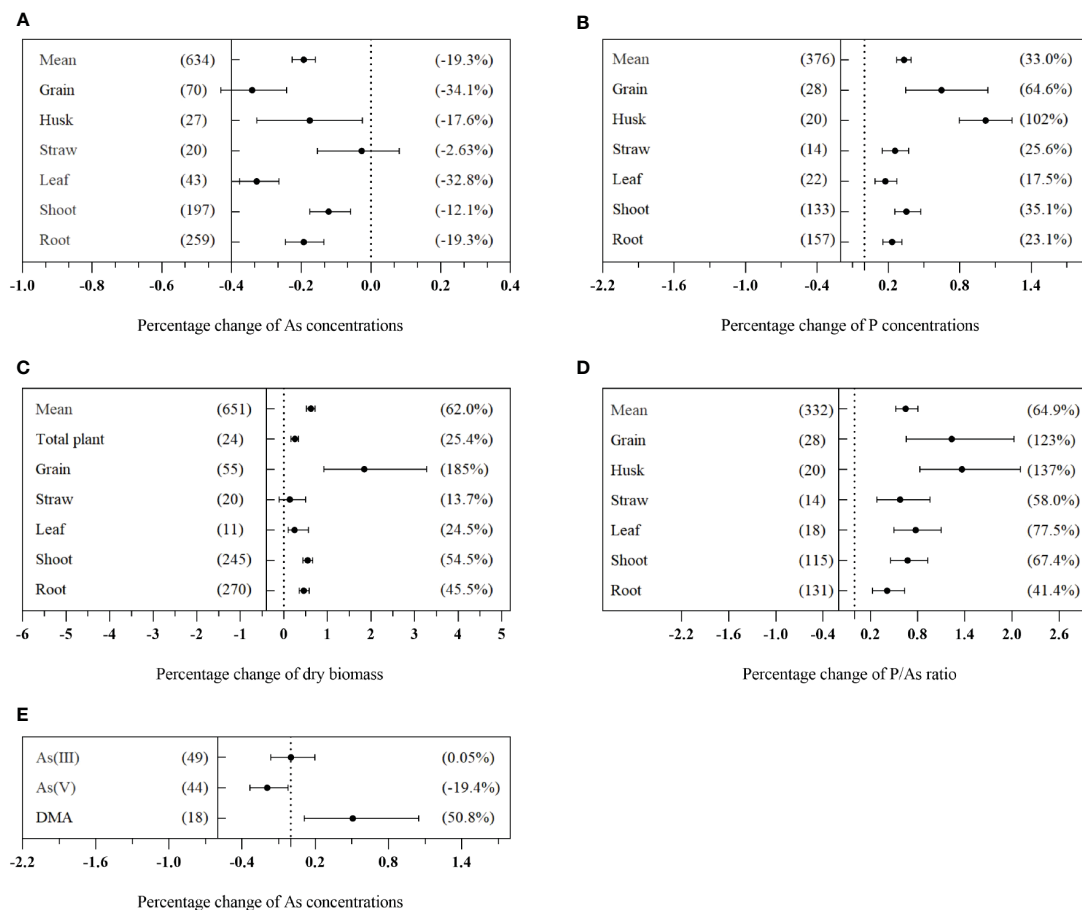 A
Mean (634) (-19.3%)
Grain (70) (-34.1%)
Husk (27) (-17.6%)
Straw (20) (-2.63%)
Leaf (43) (-32.8%)
Shoot (197) (-12.1%)
Root (259) (-19.3%)
-1.0 -0.8 -0.6 -0.4 -0.2 0.0 0.2 0.4
Percentage change of As concentrations
B
Mean (376) (33.0%)
Grain (28) (64.6%)
Husk (20) (102%)
Straw (14) (25.6%)
Leaf (22) (17.5%)
Shoot (133) (35.1%)
Root (157) (23.1%)
-2.2 -1.6 -1.0 -0.4 0.2 0.8 1.4
Percentage change of P concentrations
C
Mean (651) (62.0%)
Total plant (24) (25.4%)
Grain (55) (185%)
Straw (20) (13.7%)
Leaf (11) (24.5%)
Shoot (245) (54.5%)
Root (270) (45.5%)
-6 -5 -4 -3 -2 -1 0 1 2 3 4 5
Percentage change of dry biomass
D
Mean (332) (64.9%)
Grain (28) (123%)
Husk (20) (137%)
Straw (14) (58.0%)
Leaf (18) (77.5%)
Shoot (115) (67.4%)
Root (131) (41.4%)
-2.2 -1.6 -1.0 -0.4 0.2 0.8 1.4 2.0 2.6
Percentage change of P/As ratio
E
As(III) (49) (0.05%)
As(V) (44) (-19.4%)
DMA (18) (50.8%)
-2.2 -1.6 -1.0 -0.4 0.2 0.8 1.4
Percentage change of As concentrations